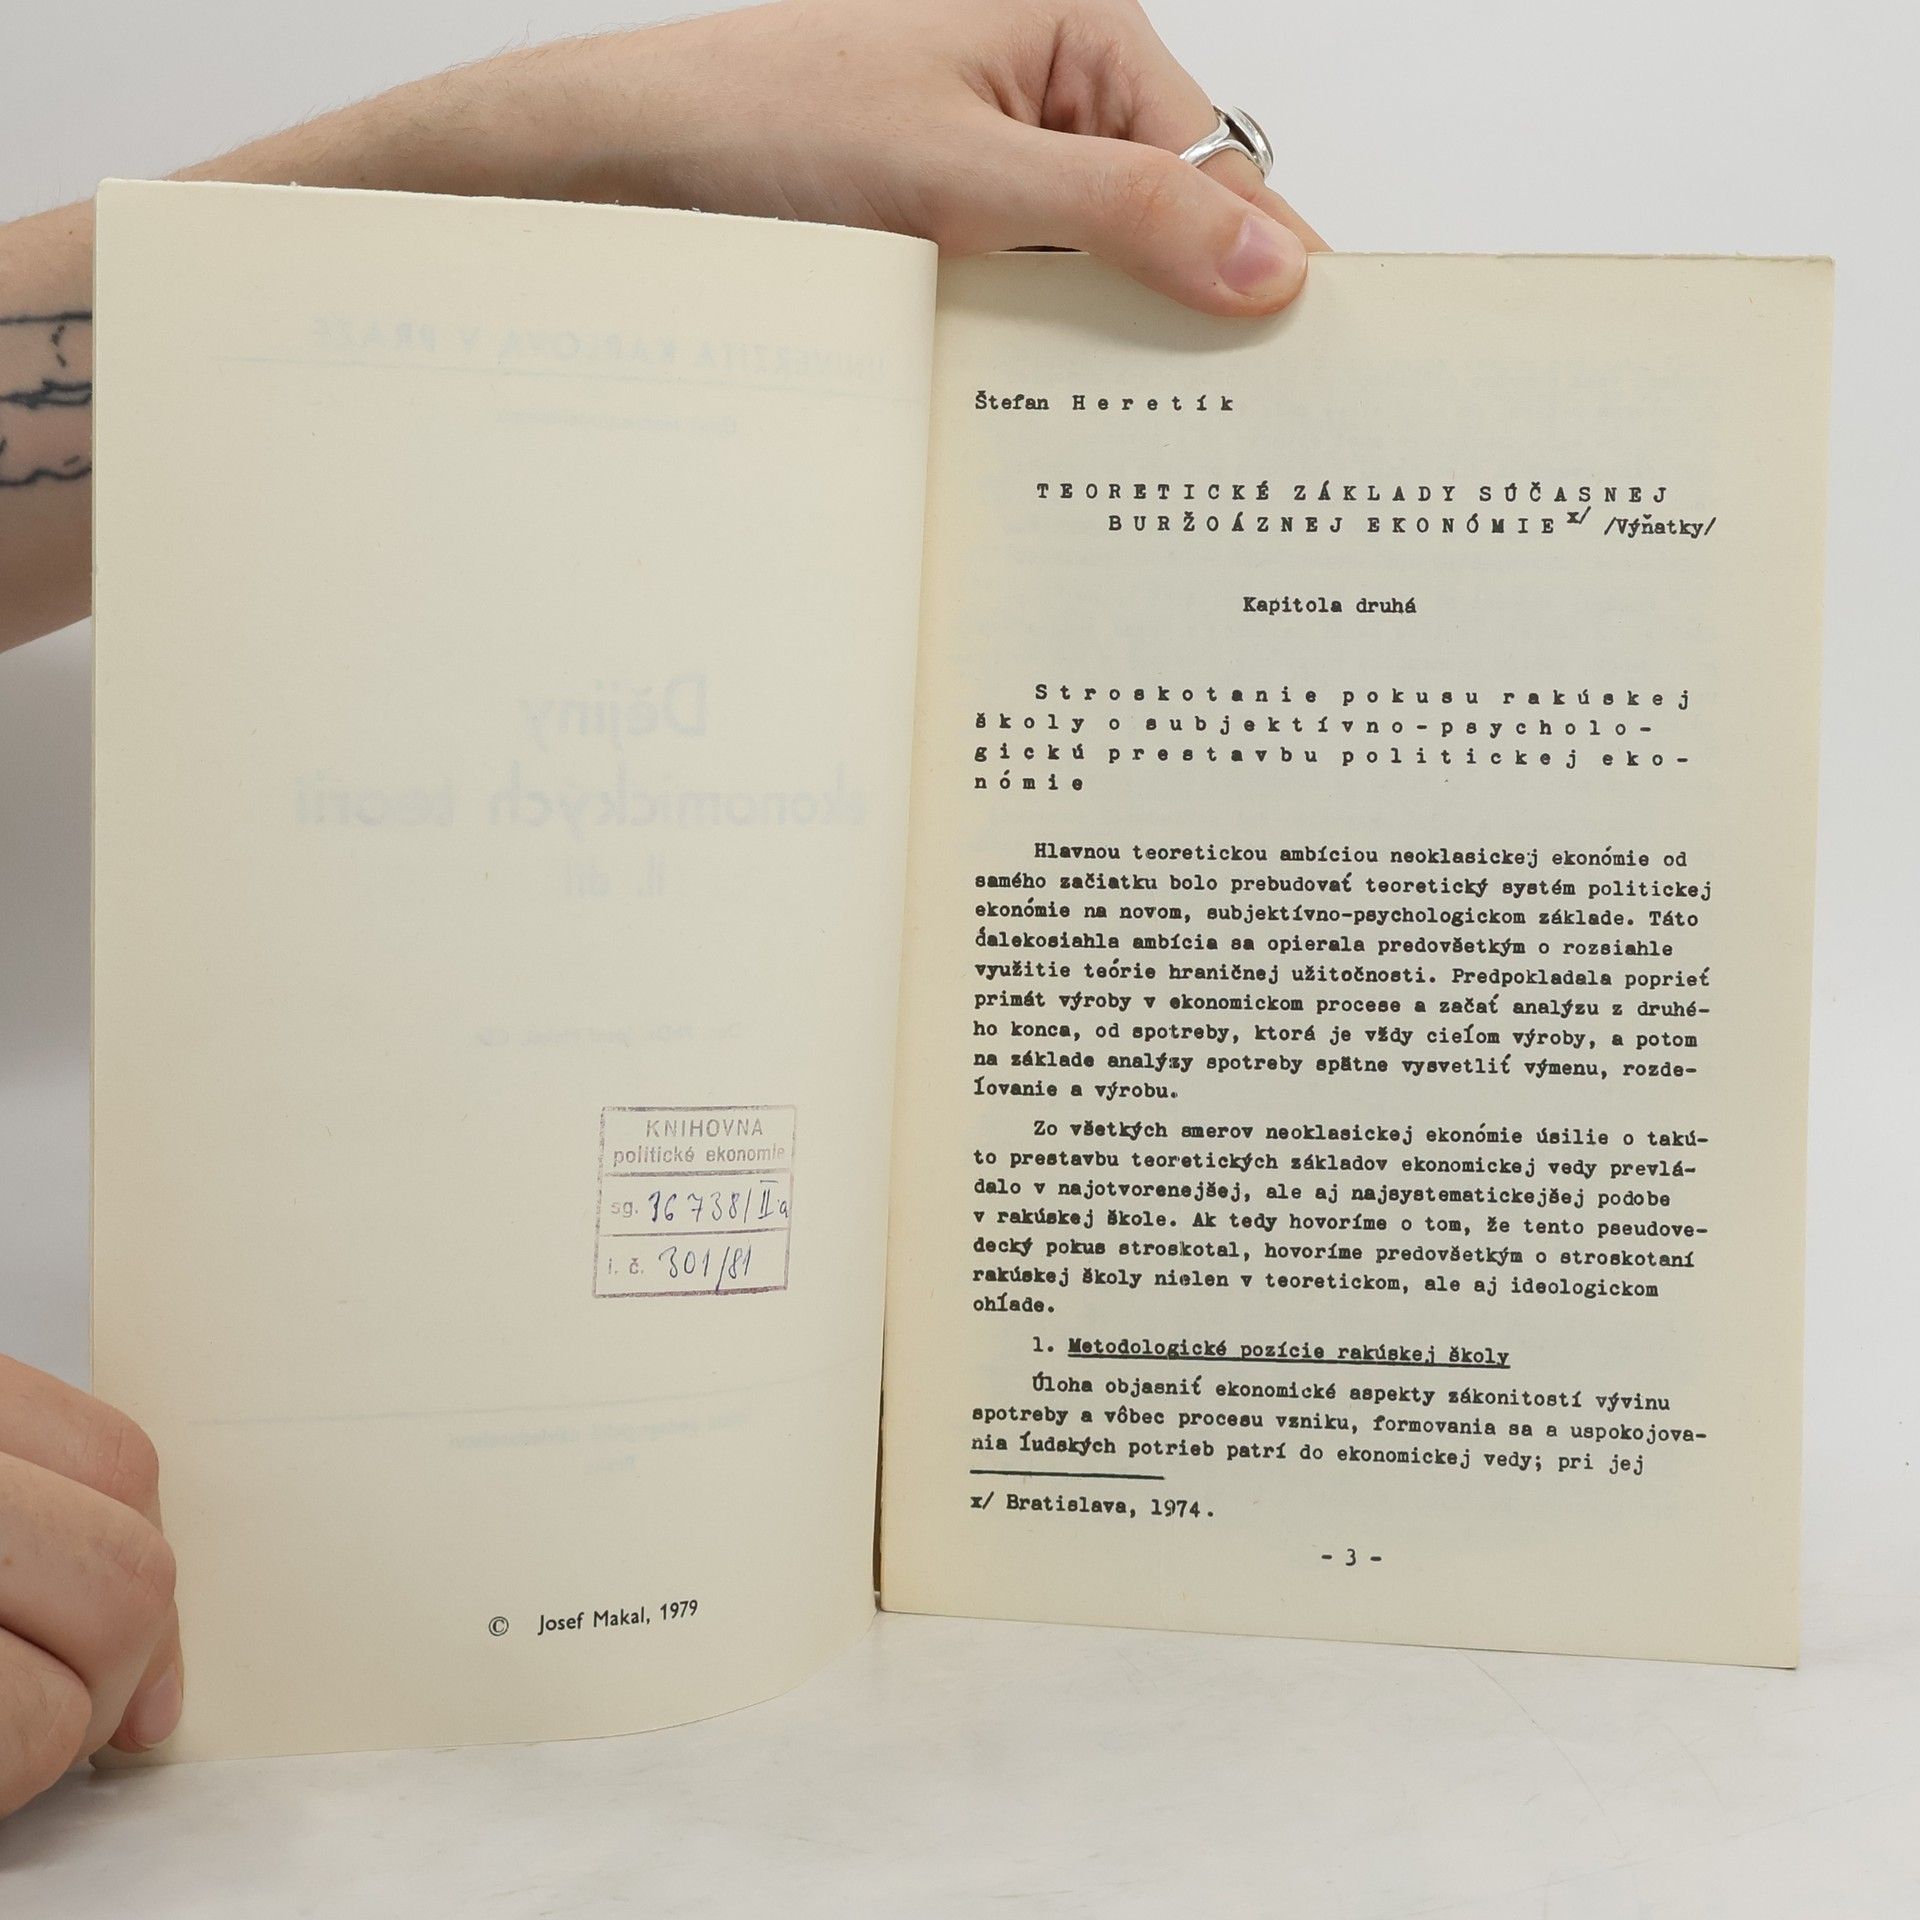 KNIHOVNA
politické ekonomie
sg. 36 738/IIa
i. č. 301/81
© Josef Makal, 1979
Štefan Heretík
TEORETICKÉ ZÁKLADY SÚČASNEJ
BURŽOÁZNEJ EKONÓMIE x/ /Výňatky/
Kapitola druhá
Stroskotanie pokusu rakúskej
školy o subjektívno-psycholo-
gickú prestavbu politickej eko-
nómie
Hlavnou teoretickou ambíciou neoklasickej ekonómie od
samého začiatku bolo prebudovať teoretický systém politickej
ekonómie na novom, subjektívno-psychologickom základe. Táto
ďalekosiahla ambícia sa opierala predovšetkým o rozsiahle
využitie teórie hraničnej užitočnosti. Predpokladala poprieť
primát výroby v ekonomickom procese a začať analýzu z druhé-
ho konca, od spotreby, ktorá je vždy cieľom výroby, a potom
na základe analýzy spotreby spätne vysvetliť výmenu, rozde-
ľovanie a výrobu.
Zo všetkých smerov neoklasickej ekonómie úsilie o takú-
to prestavbu teoretických základov ekonomickej vedy prevlá-
dalo v najotvorenejšej, ale aj najsystematickejšej podobe
v rakúskej škole. Ak tedy hovoríme o tom, že tento pseudove-
decký pokus stroskotal, hovoríme predovšetkým o stroskotaní
rakúskej školy nielen v teoretickom, ale aj ideologickom
ohľade.
1. Metodologické pozície rakúskej školy
Úloha objasniť ekonomické aspekty zákonitostí vývinu
spotreby a vôbec procesu vzniku, formovania sa a uspokojova-
nia ľudských potrieb patrí do ekonomickej vedy; pri jej
x/ Bratislava, 1974.
- 3 -